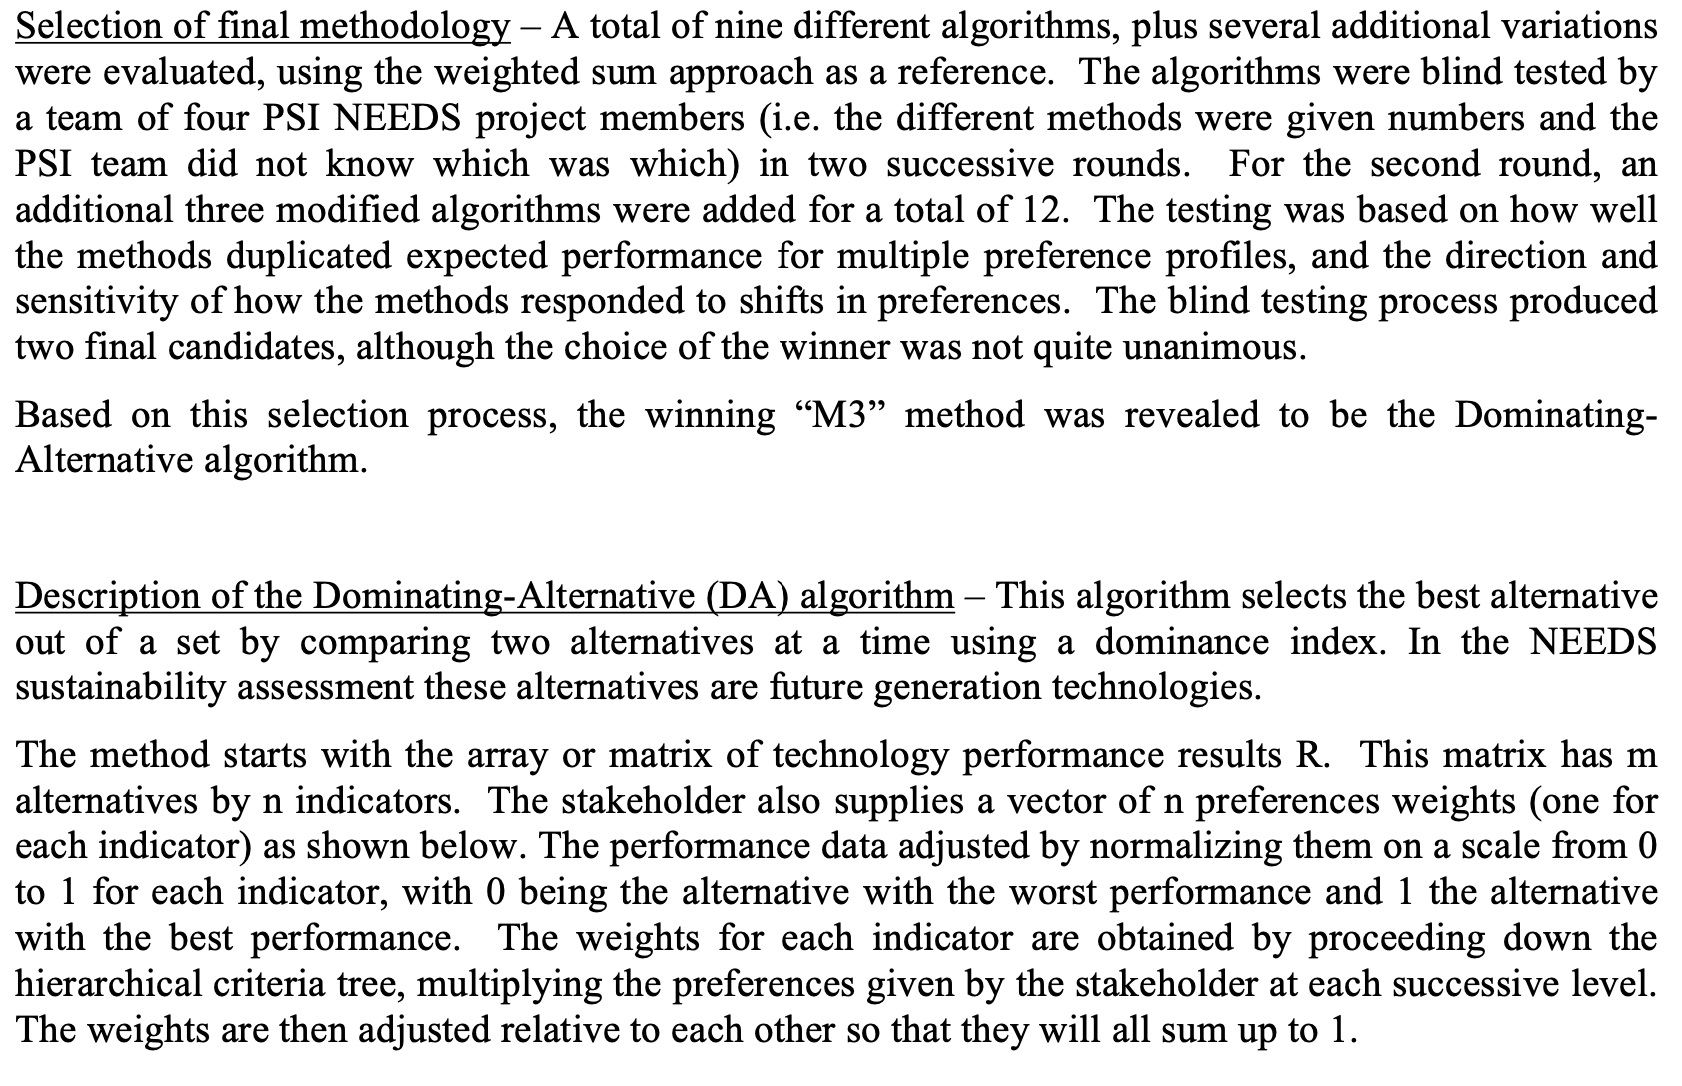 Selection of final methodology – A total of nine different algorithms, plus several additional variations
were evaluated, using the weighted sum approach as a reference.  The algorithms were blind tested by
a team of four PSI NEEDS project members (i.e. the different methods were given numbers and the
PSI team did not know which was which) in two successive rounds.  For the second round, an
additional three modified algorithms were added for a total of 12.  The testing was based on how well
the methods duplicated expected performance for multiple preference profiles, and the direction and
sensitivity of how the methods responded to shifts in preferences.  The blind testing process produced
two final candidates, although the choice of the winner was not quite unanimous.
Based on this selection process, the winning “M3” method was revealed to be the Dominating-
Alternative algorithm.
Description of the Dominating-Alternative (DA) algorithm – This algorithm selects the best alternative
out of a set by comparing two alternatives at a time using a dominance index. In the NEEDS
sustainability assessment these alternatives are future generation technologies.
The method starts with the array or matrix of technology performance results R.  This matrix has m
alternatives by n indicators.  The stakeholder also supplies a vector of n preferences weights (one for
each indicator) as shown below. The performance data adjusted by normalizing them on a scale from 0
to 1 for each indicator, with 0 being the alternative with the worst performance and 1 the alternative
with the best performance.  The weights for each indicator are obtained by proceeding down the
hierarchical criteria tree, multiplying the preferences given by the stakeholder at each successive level.
The weights are then adjusted relative to each other so that they will all sum up to 1.